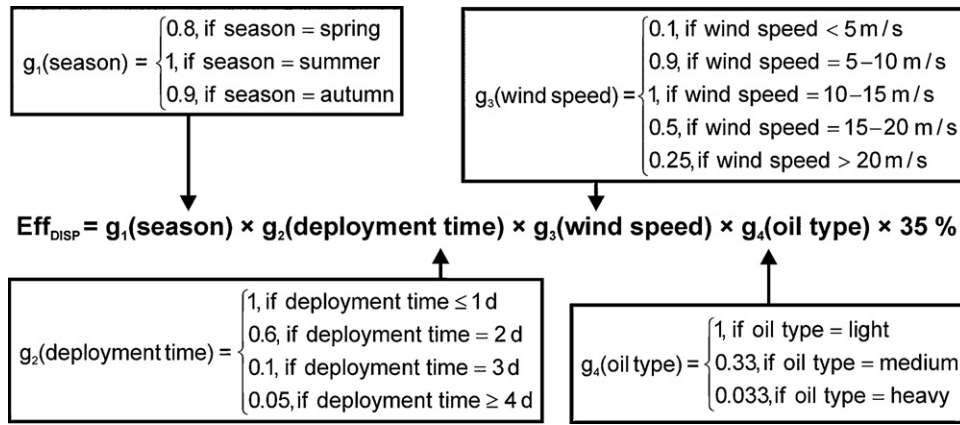 g₁(season) = {0.8, if season = spring
1, if season = summer
0.9, if season = autumn
g₃(wind speed) = {0.1, if wind speed < 5 m / s
0.9, if wind speed = 5–10 m / s
1, if wind speed = 10–15 m / s
0.5, if wind speed = 15–20 m / s
0.25, if wind speed > 20 m / s
Eff_DISP = g₁(season) × g₂(deployment time) × g₃(wind speed) × g₄(oil type) × 35 %
g₂(deployment time) = {1, if deployment time ≤ 1 d
0.6, if deployment time = 2 d
0.1, if deployment time = 3 d
0.05, if deployment time ≥ 4 d
g₄(oil type) = {1, if oil type = light
0.33, if oil type = medium
0.033, if oil type = heavy